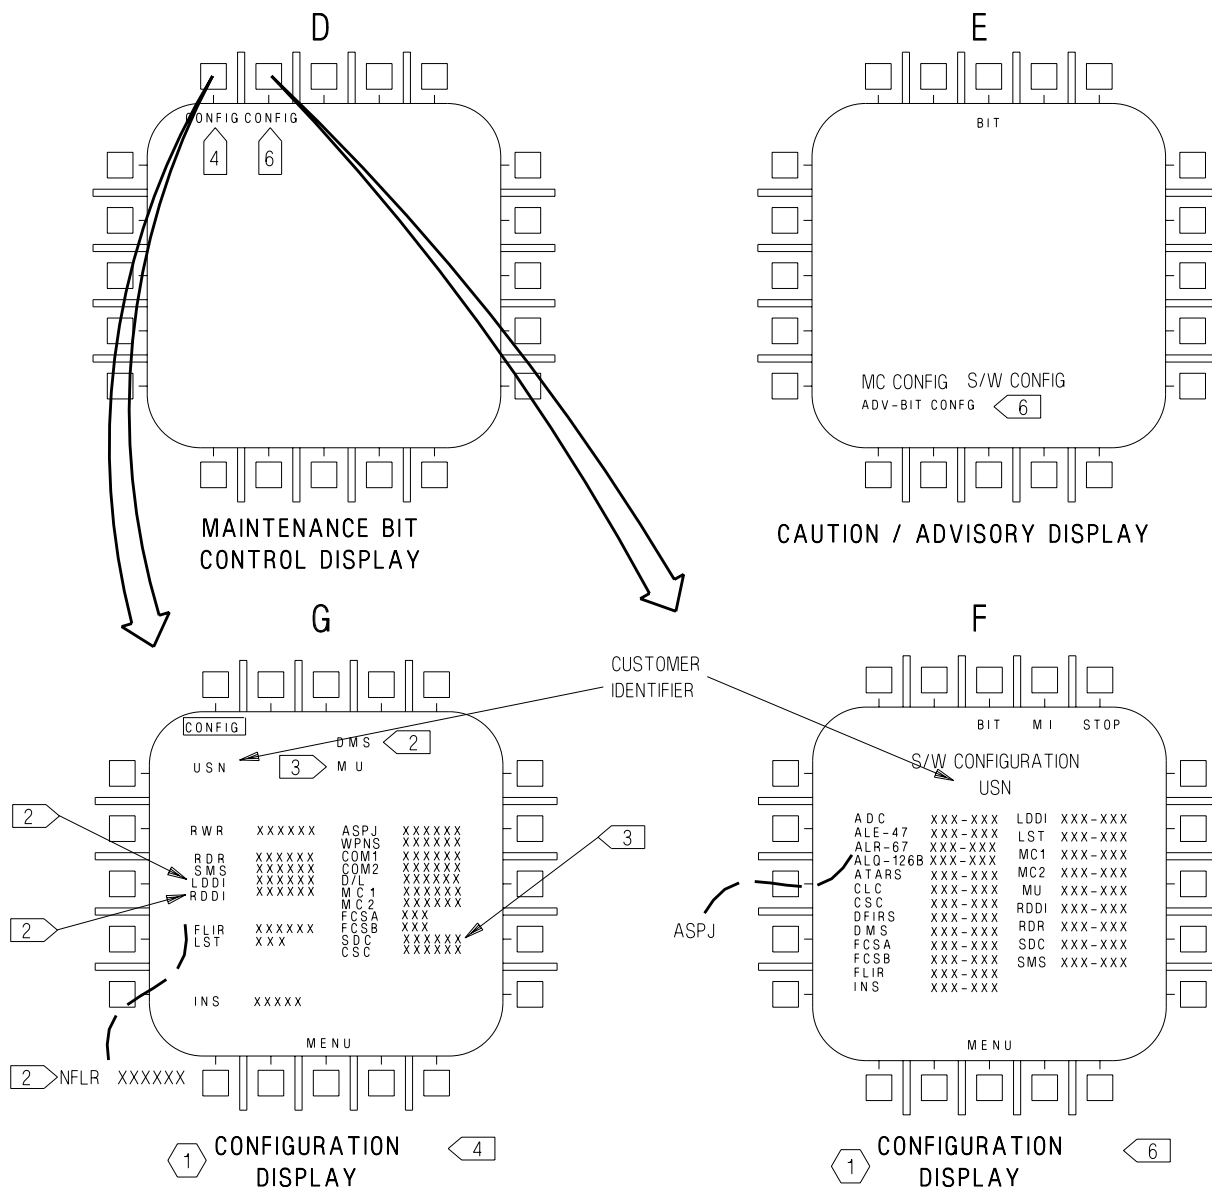 D
CONFIG CONFIG
4 6
MAINTENANCE BIT
CONTROL DISPLAY
E
BIT
MC CONFIG S/W CONFIG
ADV-BIT CONFG 6
CAUTION / ADVISORY DISPLAY
CUSTOMER
IDENTIFIER
G
CONFIG
DMS 2
USN 3 MU
2
2
3
RWR XXXXXX
RDR XXXXXX
SMS XXXXXX
LDDI XXXXXX
RDDI XXXXXX
FLIR XXXXXX
LST XXX
INS XXXXX
ASPJ XXXXXX
WPNS XXXXXX
COM1 XXXXXX
COM2 XXXXXX
D/L XXXXXX
MC1 XXXXXX
MC2 XXXXXX
FCSA XXX
FCSB XXX
SDC XXXXXX
CSC XXXXXX
MENU
2 NFLR XXXXXX
1 CONFIGURATION 4
DISPLAY
F
BIT MI STOP
S/W CONFIGURATION
USN
ADC XXX-XXX
ALE-47 XXX-XXX
ALR-67 XXX-XXX
ALQ-126B XXX-XXX
ATARS XXX-XXX
CLC XXX-XXX
CSC XXX-XXX
DFIRS XXX-XXX
DMS XXX-XXX
FCSA XXX-XXX
FCSB XXX-XXX
FLIR XXX-XXX
INS XXX-XXX
LDDI XXX-XXX
LST XXX-XXX
MC1 XXX-XXX
MC2 XXX-XXX
MU XXX-XXX
RDDI XXX-XXX
RDR XXX-XXX
SDC XXX-XXX
SMS XXX-XXX
ASPJ
MENU
1 CONFIGURATION 6
DISPLAY